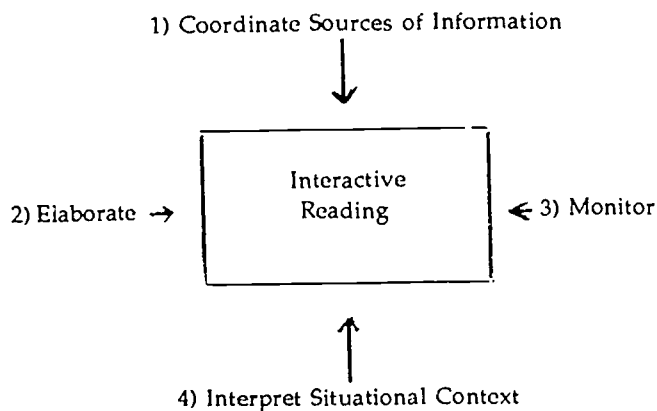 1) Coordinate Sources of Information
Interactive
Reading
2) Elaborate
3) Monitor
4) Interpret Situational Context